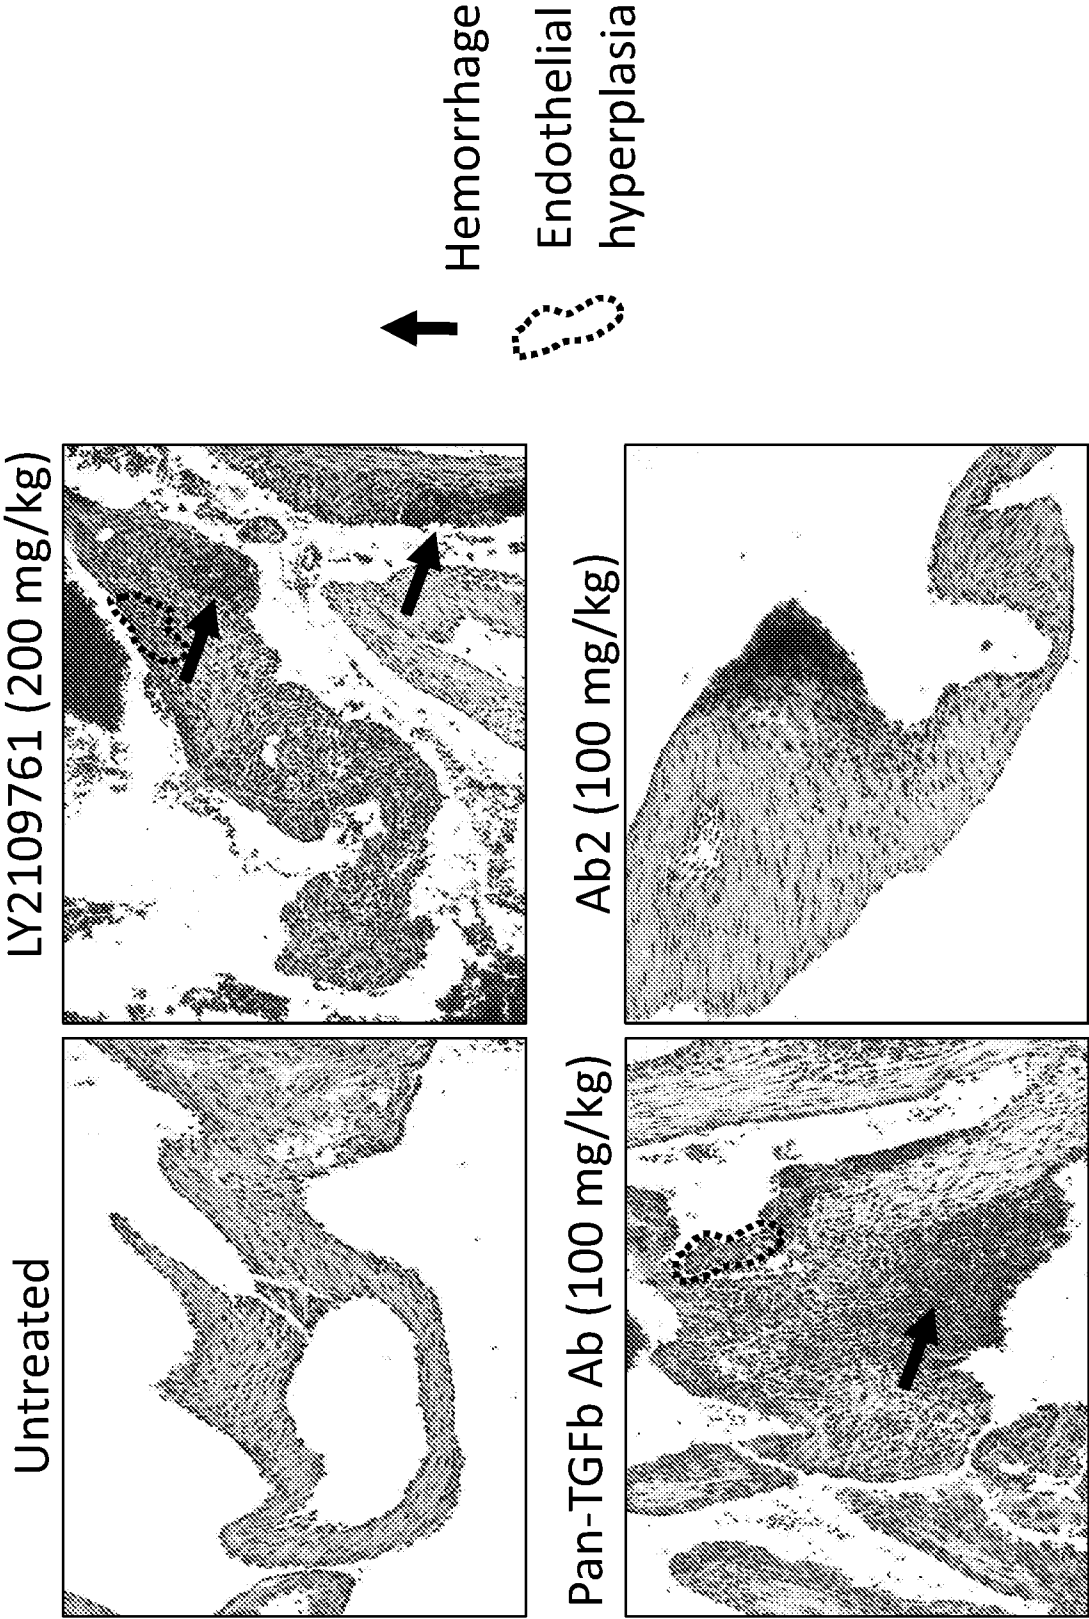 Untreated
LY2109761 (200 mg/kg)
Pan-TGFb Ab (100 mg/kg)
Ab2 (100 mg/kg)
Hemorrhage
Endothelial
hyperplasia